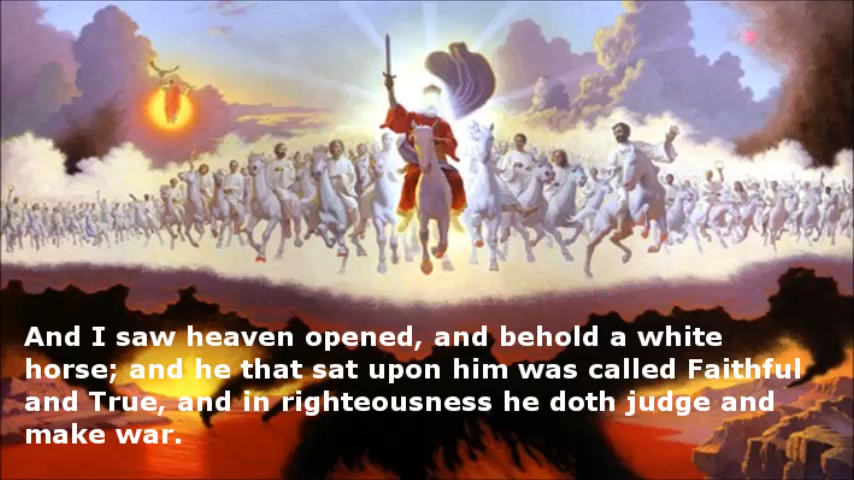 And I saw heaven opened, and behold a white
horse; and he that sat upon him was called Faithful
and True, and in righteousness he doth judge and
make war.